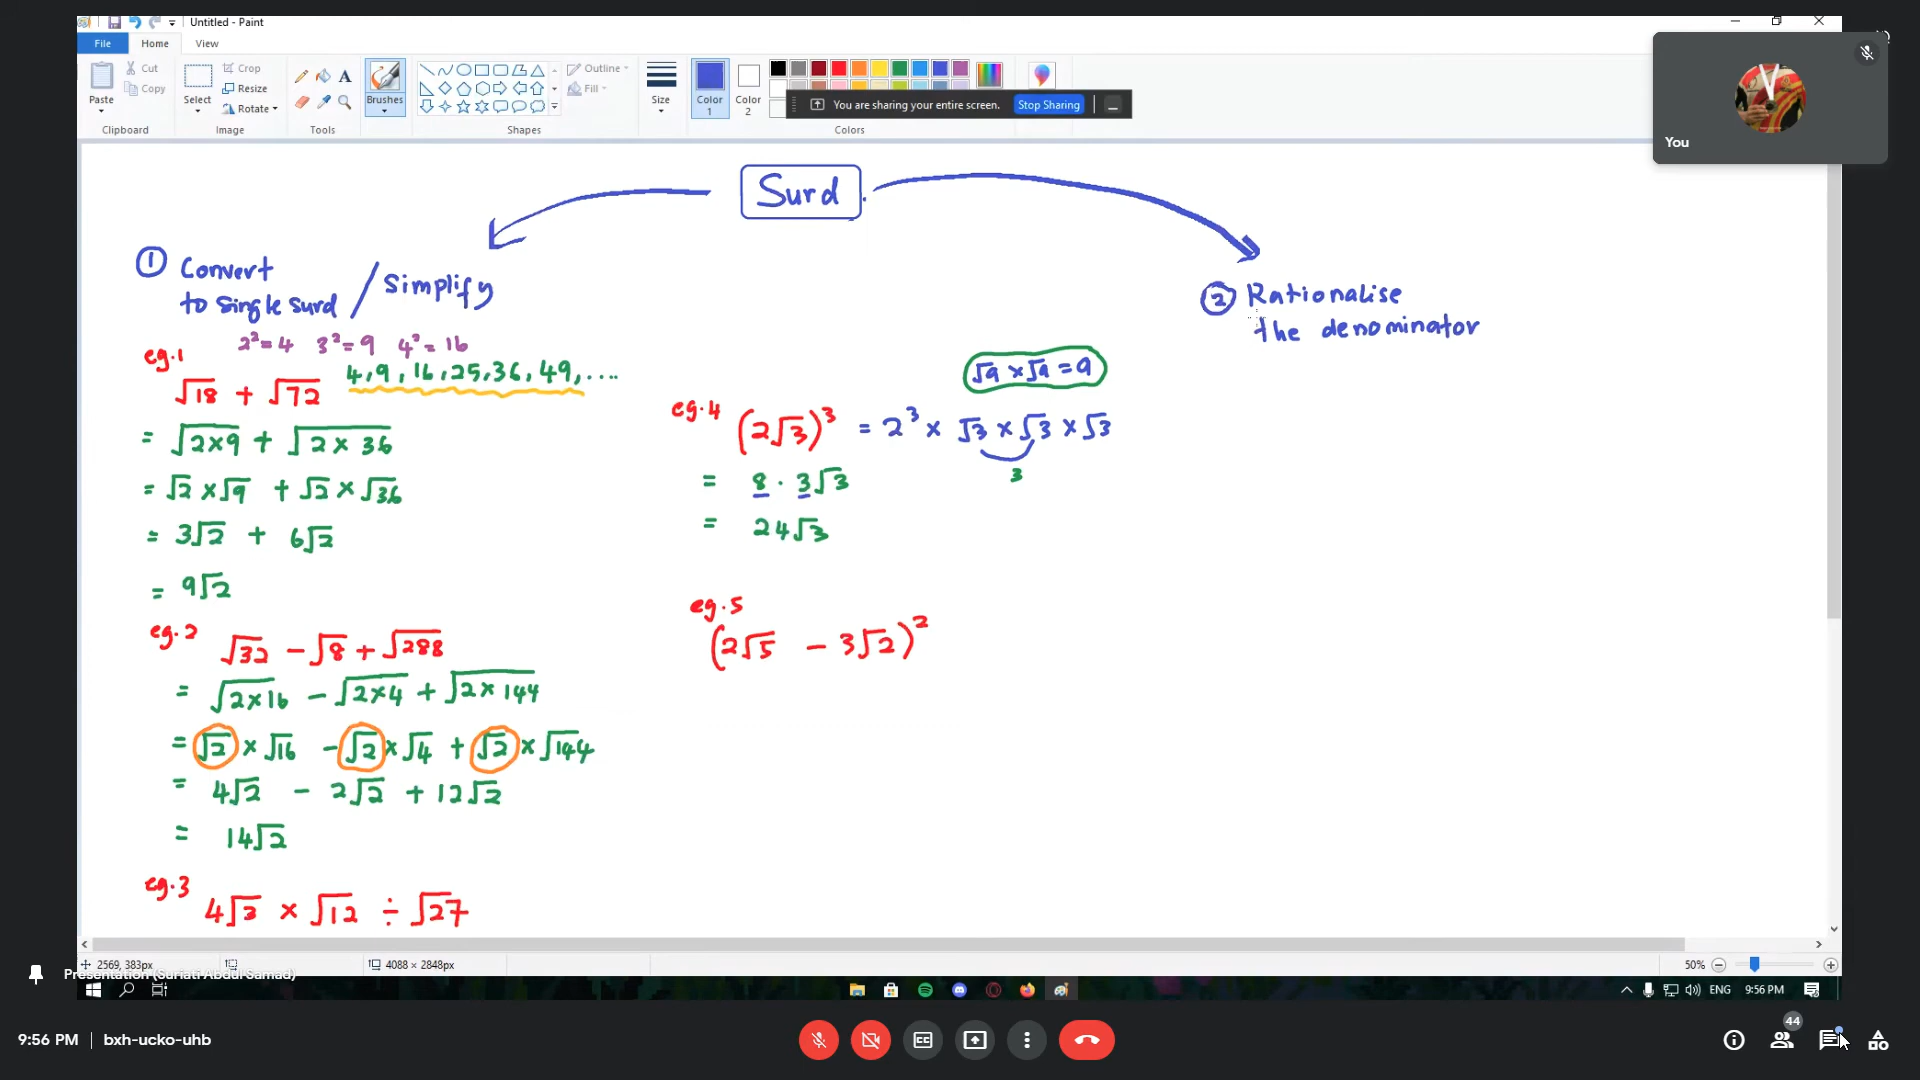 Untitled - Paint
File Home View
Paste Cut Copy Clipboard
Select Crop Resize Rotate Image
Tools
Brushes
Outline Fill Shapes
Size
Color 1 Color 2 Colors
You are sharing your entire screen. Stop Sharing
You
Surd
① Convert to single surd / Simplify
② Rationalise the denominator
2²=4 3²=9 4²=16
4,9,16,25,36,49,....
eg.1
√18 + √72
= √2×9 + √2×36
= √2 × √9 + √2 × √36
= 3√2 + 6√2
= 9√2
eg.2 √32 - √8 + √288
= √2×16 - √2×4 + √2×144
= √2 × √16 - √2 × √4 + √2 × √144
= 4√2 - 2√2 + 12√2
= 14√2
eg.3
4√3 × √12 ÷ √27
√9 × √9 = 9
eg.4 (2√3)³ = 2³ × √3 × √3 × √3
3
= 8 · 3√3
= 24√3
eg.5
(2√5 - 3√2)²
2569, 383px 4088 × 2848px 50%
Presentation (Suriati Abdul Samad)
ENG 9:56 PM
9:56 PM | bxh-ucko-uhb
44